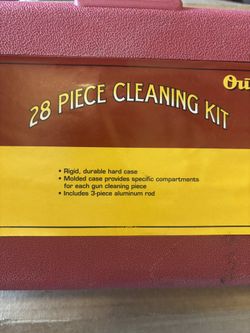 Ou
28 PIECE CLEANING KIT
• Rigid, durable hard case
• Molded case provides specific compartments
for each gun cleaning piece
• Includes 3-piece aluminum rod